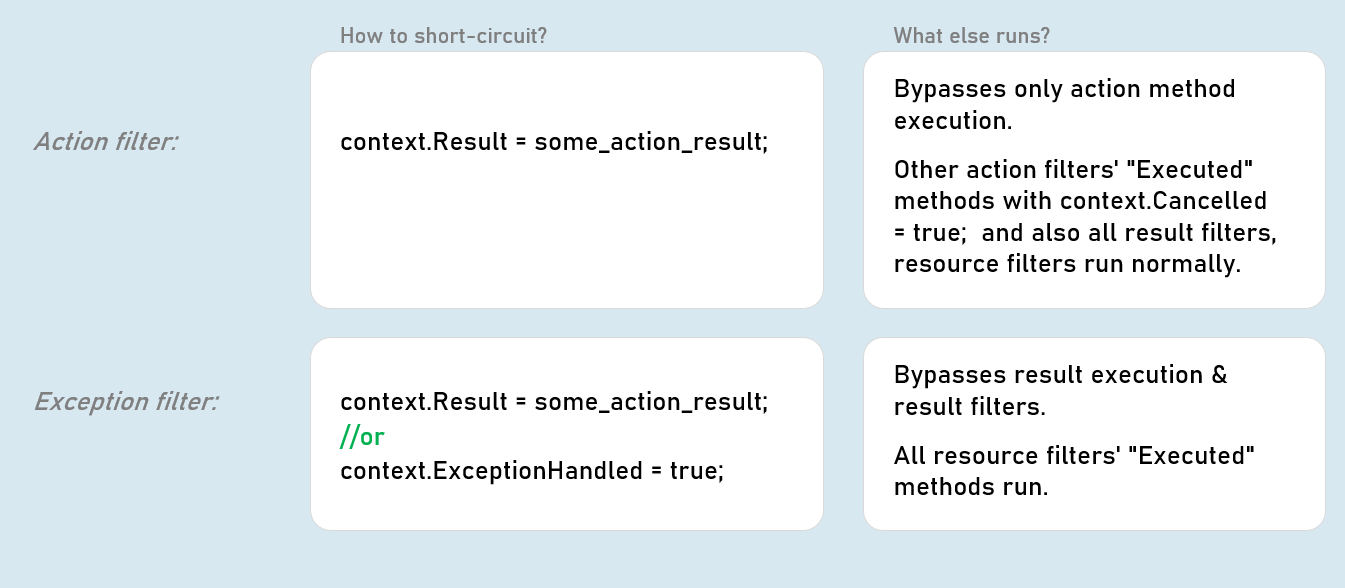 How to short-circuit?
What else runs?
Action filter:
context.Result = some_action_result;
Bypasses only action method
execution.
Other action filters' "Executed"
methods with context.Cancelled
= true;  and also all result filters,
resource filters run normally.
Exception filter:
context.Result = some_action_result;
//or
context.ExceptionHandled = true;
Bypasses result execution &
result filters.
All resource filters' "Executed"
methods run.